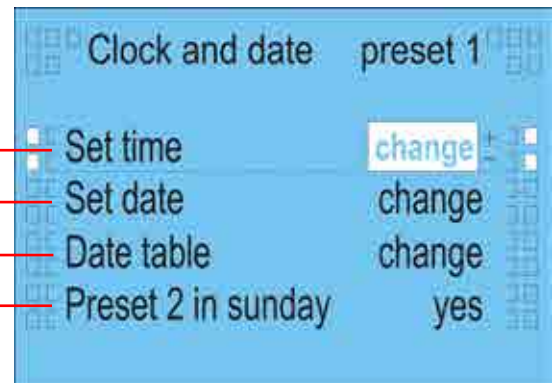 Clock and date preset 1
Set time change
Set date change
Date table change
Preset 2 in sunday yes